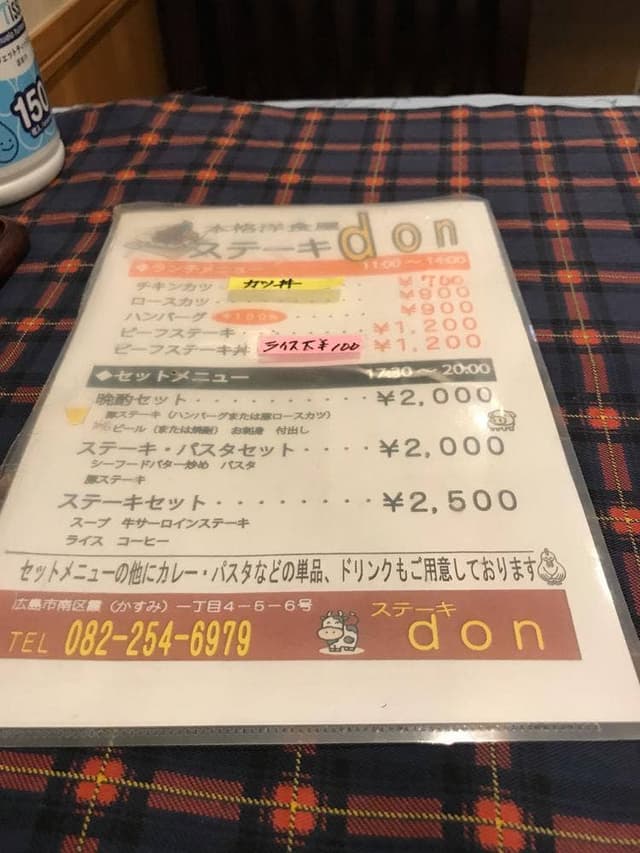 150
本格洋食屋
ステーキ don
◆ランチメニュー 11:00～14:00
チキンカツ カツ丼 ¥700
ロースカツ ¥800
ハンバーグ ¥900
ビーフステーキ ¥1,200
ビーフステーキ丼 ライス大¥100 ¥1,200
◆セットメニュー 17:30～20:00
晩酌セット ¥2,000
豚ステーキ（ハンバーグまたは豚ロースカツ）
ビール（または焼酎） お刺身 付出し
ステーキ・パスタセット ¥2,000
シーフードバター炒め パスタ
豚ステーキ
ステーキセット ¥2,500
スープ 牛サーロインステーキ
ライス コーヒー
セットメニューの他にカレー・パスタなどの単品、ドリンクもご用意しております
広島市南区霞（かすみ）一丁目4-5-6号
TEL 082-254-6979
ステーキ
don